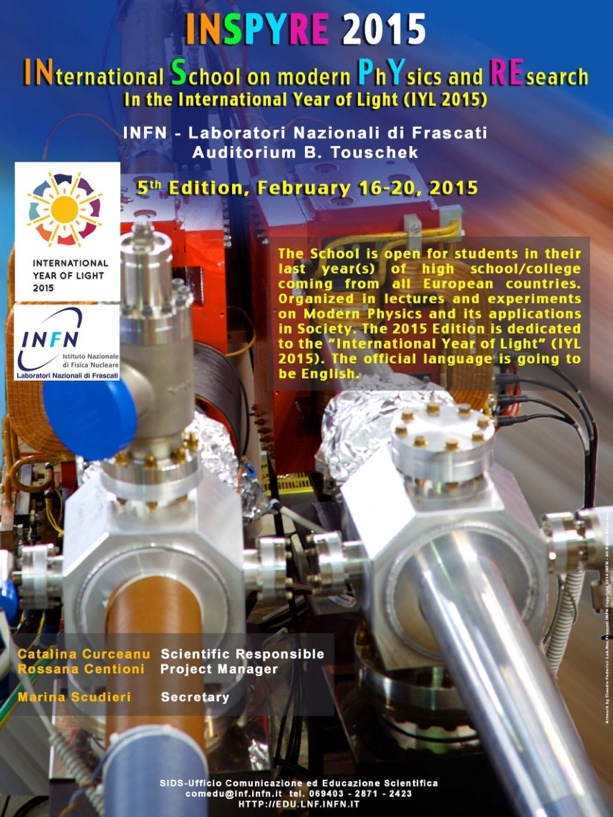 INSPYRE 2015
INternational School on modern PhYsics and REsearch
In the International Year of Light (IYL 2015)
INFN - Laboratori Nazionali di Frascati
Auditorium B. Touschek
5th Edition, February 16-20, 2015
INTERNATIONAL
YEAR OF LIGHT
2015
INFN
Istituto Nazionale
di Fisica Nucleare
Laboratori Nazionali di Frascati
The School is open for students in their
last year(s) of high school/college
coming from all European countries.
Organized in lectures and experiments
on Modern Physics and its applications
in Society. The 2015 Edition is dedicated
to the “International Year of Light” (IYL
2015). The official language is going to
be English.
Catalina Curceanu Scientific Responsible
Rossana Centioni Project Manager
Marina Scudieri Secretary
SIDS-Ufficio Comunicazione ed Educazione Scientifica
comedu@lnf.infn.it tel. 069403 - 2871 - 2423
HTTP://EDU.LNF.INFN.IT